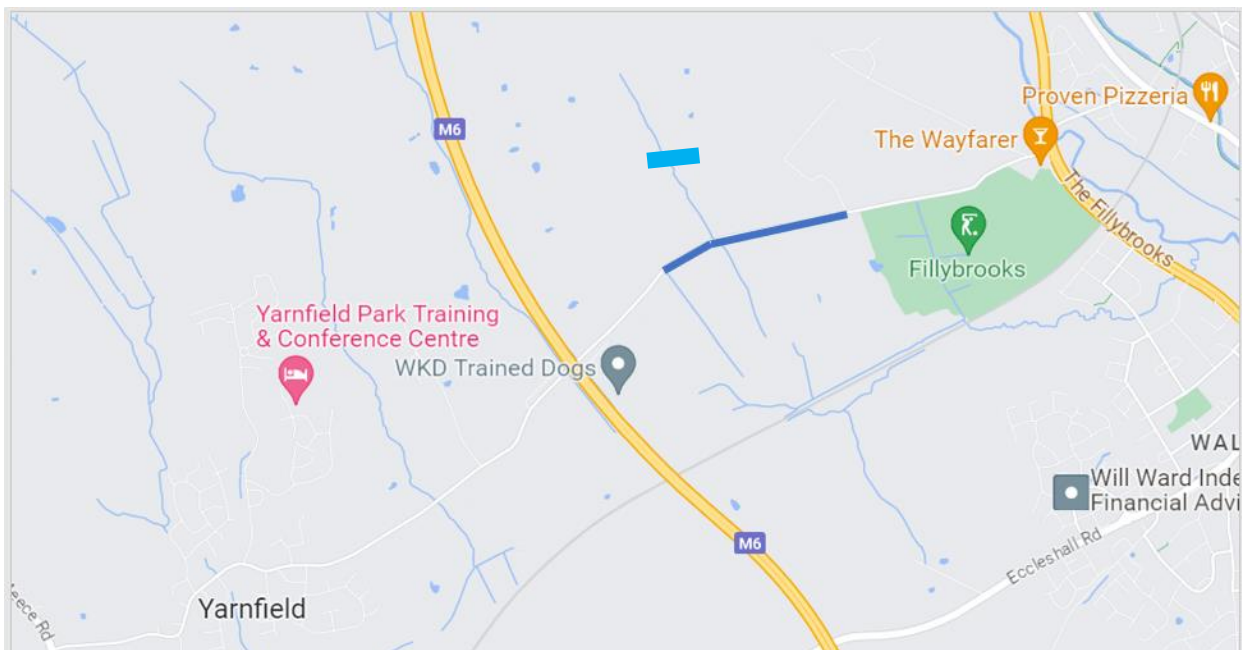 M6
Proven Pizzeria
The Wayfarer
The Fillybrooks
Fillybrooks
Yarnfield Park Training
& Conference Centre
WKD Trained Dogs
WAL
Will Ward Inde
Financial Advi
M6
Eccleshall Rd
Yarnfield
eece Rd